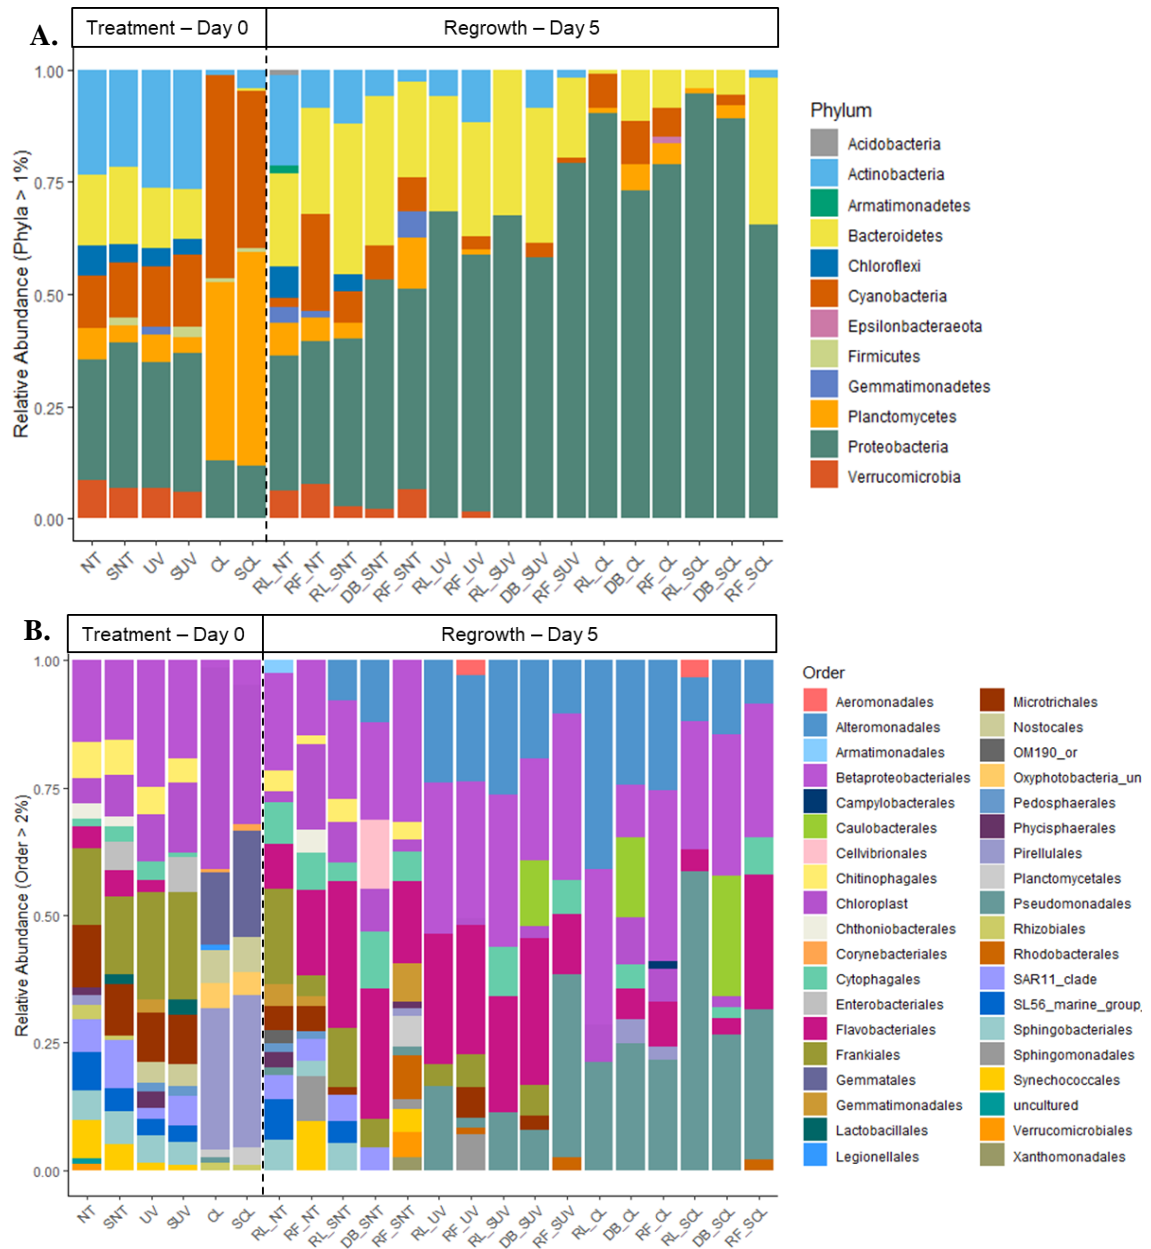 A.
Treatment – Day 0
Regrowth – Day 5
Relative Abundance (Phyla > 1%)
1.00
0.75
0.50
0.25
0.00
NT
SNT
UV
SUV
CL
SCL
RL_NT
RF_NT
RL_SNT
DB_SNT
RF_SNT
RL_UV
RF_UV
RL_SUV
DB_SUV
RF_SUV
RL_CL
DB_CL
RF_CL
RL_SCL
DB_SCL
RF_SCL
Phylum
Acidobacteria
Actinobacteria
Armatimonadetes
Bacteroidetes
Chloroflexi
Cyanobacteria
Epsilonbacteraeota
Firmicutes
Gemmatimonadetes
Planctomycetes
Proteobacteria
Verrucomicrobia
B.
Treatment – Day 0
Regrowth – Day 5
Relative Abundance (Order > 2%)
1.00
0.75
0.50
0.25
0.00
NT
SNT
UV
SUV
CL
SCL
RL_NT
RF_NT
RL_SNT
DB_SNT
RF_SNT
RL_UV
RF_UV
RL_SUV
DB_SUV
RF_SUV
RL_CL
DB_CL
RF_CL
RL_SCL
DB_SCL
RF_SCL
Order
Aeromonadales
Alteromonadales
Armatimonadales
Betaproteobacteriales
Campylobacterales
Caulobacterales
Cellvibrionales
Chitinophagales
Chloroplast
Chthoniobacterales
Corynebacteriales
Cytophagales
Enterobacteriales
Flavobacteriales
Frankiales
Gemmatales
Gemmatimonadales
Lactobacillales
Legionellales
Microtrichales
Nostocales
OM190_or
Oxyphotobacteria_un
Pedosphaerales
Phycisphaerales
Pirellulales
Planctomycetales
Pseudomonadales
Rhizobiales
Rhodobacterales
SAR11_clade
SL56_marine_group_
Sphingobacteriales
Sphingomonadales
Synechococcales
uncultured
Verrucomicrobiales
Xanthomonadales